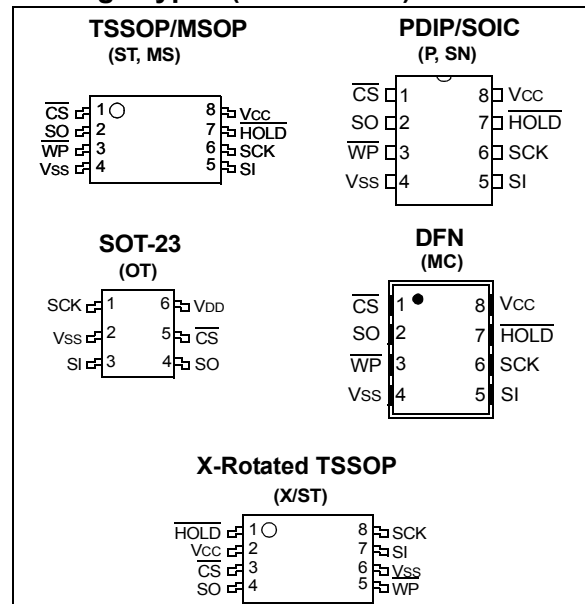 TSSOP/MSOP
(ST, MS)
CS 1 8 VCC
SO 2 7 HOLD
WP 3 6 SCK
VSS 4 5 SI
PDIP/SOIC
(P, SN)
CS 1 8 VCC
SO 2 7 HOLD
WP 3 6 SCK
VSS 4 5 SI
SOT-23
(OT)
SCK 1 6 VDD
VSS 2 5 CS
SI 3 4 SO
DFN
(MC)
CS 1 8 VCC
SO 2 7 HOLD
WP 3 6 SCK
VSS 4 5 SI
X-Rotated TSSOP
(X/ST)
HOLD 1 8 SCK
VCC 2 7 SI
CS 3 6 VSS
SO 4 5 WP